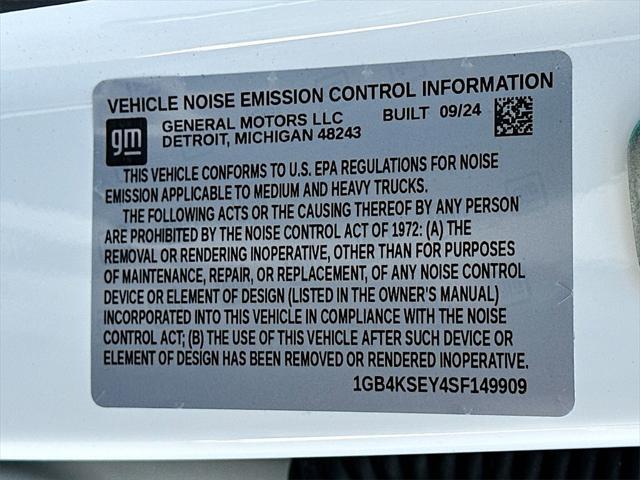 VEHICLE NOISE EMISSION CONTROL INFORMATION
gm GENERAL MOTORS LLC BUILT 09/24
DETROIT, MICHIGAN 48243
THIS VEHICLE CONFORMS TO U.S. EPA REGULATIONS FOR NOISE
EMISSION APPLICABLE TO MEDIUM AND HEAVY TRUCKS.
THE FOLLOWING ACTS OR THE CAUSING THEREOF BY ANY PERSON
ARE PROHIBITED BY THE NOISE CONTROL ACT OF 1972: (A) THE
REMOVAL OR RENDERING INOPERATIVE, OTHER THAN FOR PURPOSES
OF MAINTENANCE, REPAIR, OR REPLACEMENT, OF ANY NOISE CONTROL
DEVICE OR ELEMENT OF DESIGN (LISTED IN THE OWNER'S MANUAL)
INCORPORATED INTO THIS VEHICLE IN COMPLIANCE WITH THE NOISE
CONTROL ACT; (B) THE USE OF THIS VEHICLE AFTER SUCH DEVICE OR
ELEMENT OF DESIGN HAS BEEN REMOVED OR RENDERED INOPERATIVE.
1GB4KSEY4SF149909